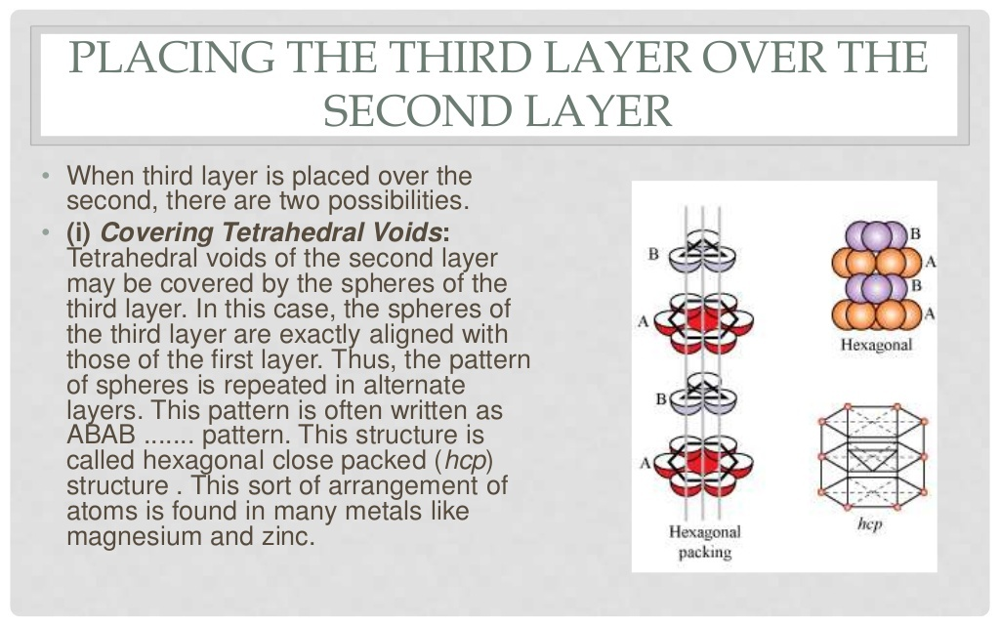 PLACING THE THIRD LAYER OVER THE
SECOND LAYER
• When third layer is placed over the
second, there are two possibilities.
• (i) Covering Tetrahedral Voids:
Tetrahedral voids of the second layer
may be covered by the spheres of the
third layer. In this case, the spheres of
the third layer are exactly aligned with
those of the first layer. Thus, the pattern
of spheres is repeated in alternate
layers. This pattern is often written as
ABAB ....... pattern. This structure is
called hexagonal close packed (hcp)
structure . This sort of arrangement of
atoms is found in many metals like
magnesium and zinc.
B
A
B
A
Hexagonal
packing
B
A
B
A
Hexagonal
hcp